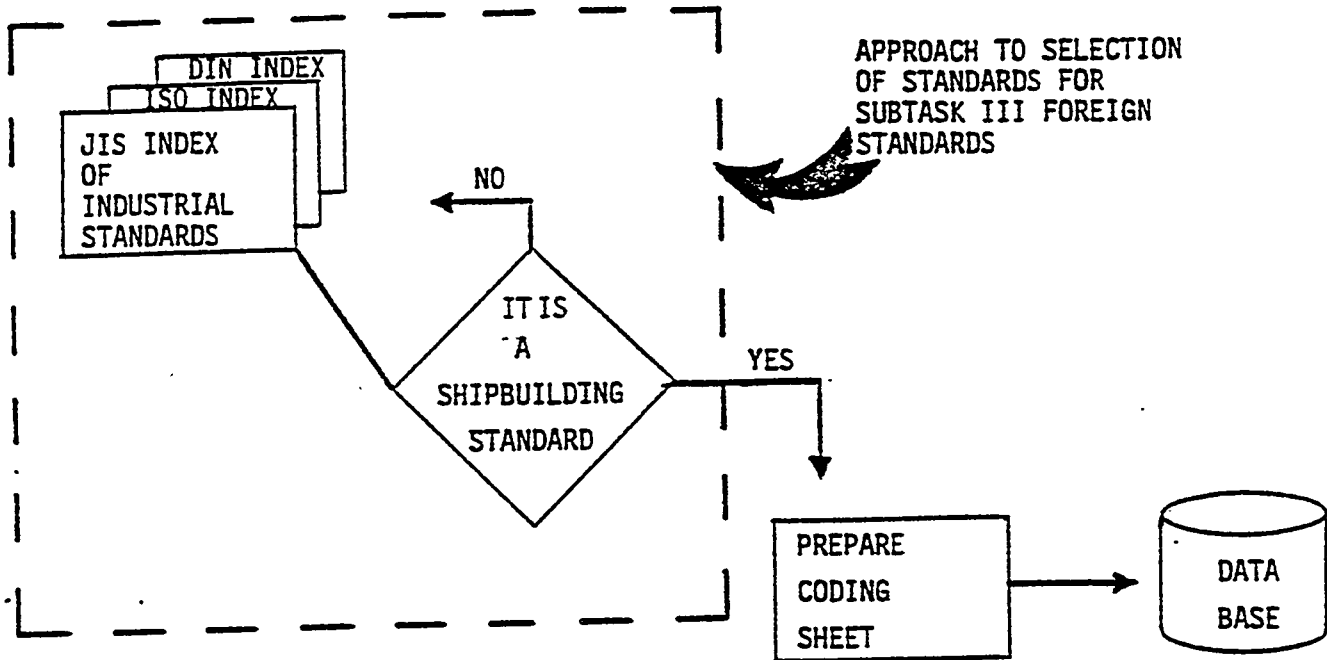 DIN INDEX
ISO INDEX
JIS INDEX
OF
INDUSTRIAL
STANDARDS
APPROACH TO SELECTION
OF STANDARDS FOR
SUBTASK III FOREIGN
STANDARDS
NO
IT IS
A
SHIPBUILDING
STANDARD
YES
PREPARE
CODING
SHEET
DATA
BASE